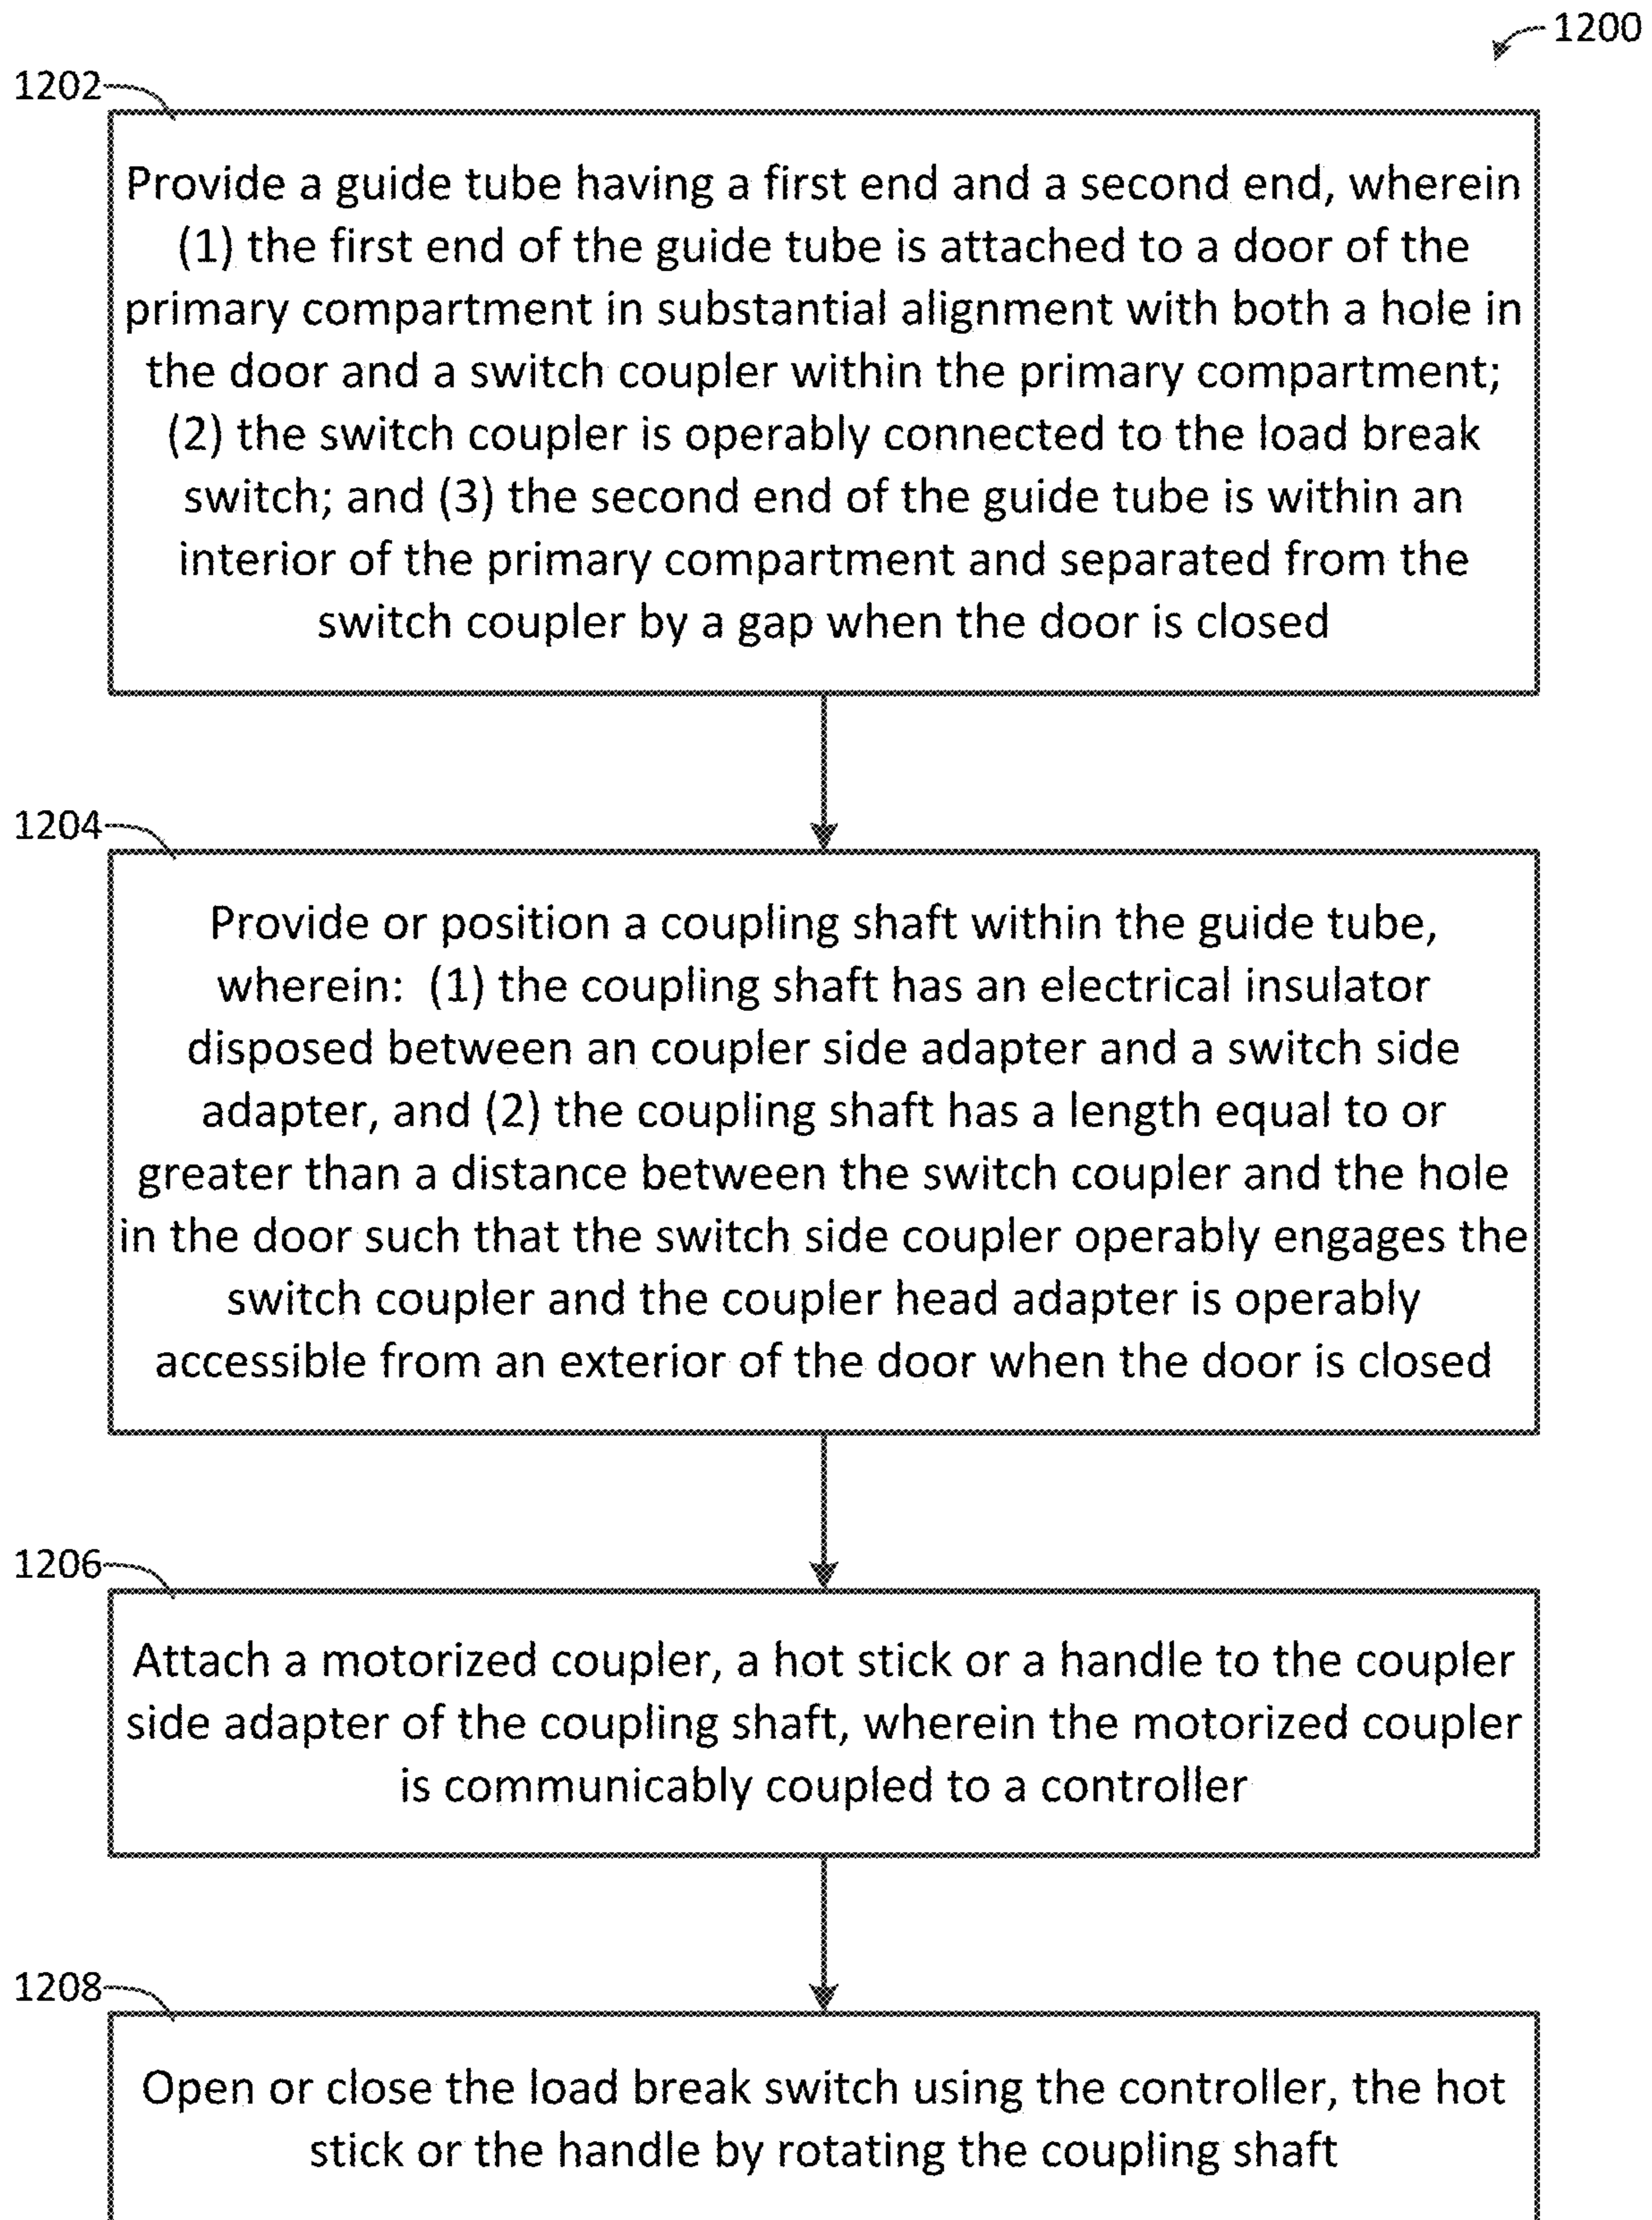 1200
1202
Provide a guide tube having a first end and a second end, wherein
(1) the first end of the guide tube is attached to a door of the
primary compartment in substantial alignment with both a hole in
the door and a switch coupler within the primary compartment;
(2) the switch coupler is operably connected to the load break
switch; and (3) the second end of the guide tube is within an
interior of the primary compartment and separated from the
switch coupler by a gap when the door is closed
1204
Provide or position a coupling shaft within the guide tube,
wherein:  (1) the coupling shaft has an electrical insulator
disposed between an coupler side adapter and a switch side
adapter, and (2) the coupling shaft has a length equal to or
greater than a distance between the switch coupler and the hole
in the door such that the switch side coupler operably engages the
switch coupler and the coupler head adapter is operably
accessible from an exterior of the door when the door is closed
1206
Attach a motorized coupler, a hot stick or a handle to the coupler
side adapter of the coupling shaft, wherein the motorized coupler
is communicably coupled to a controller
1208
Open or close the load break switch using the controller, the hot
stick or the handle by rotating the coupling shaft